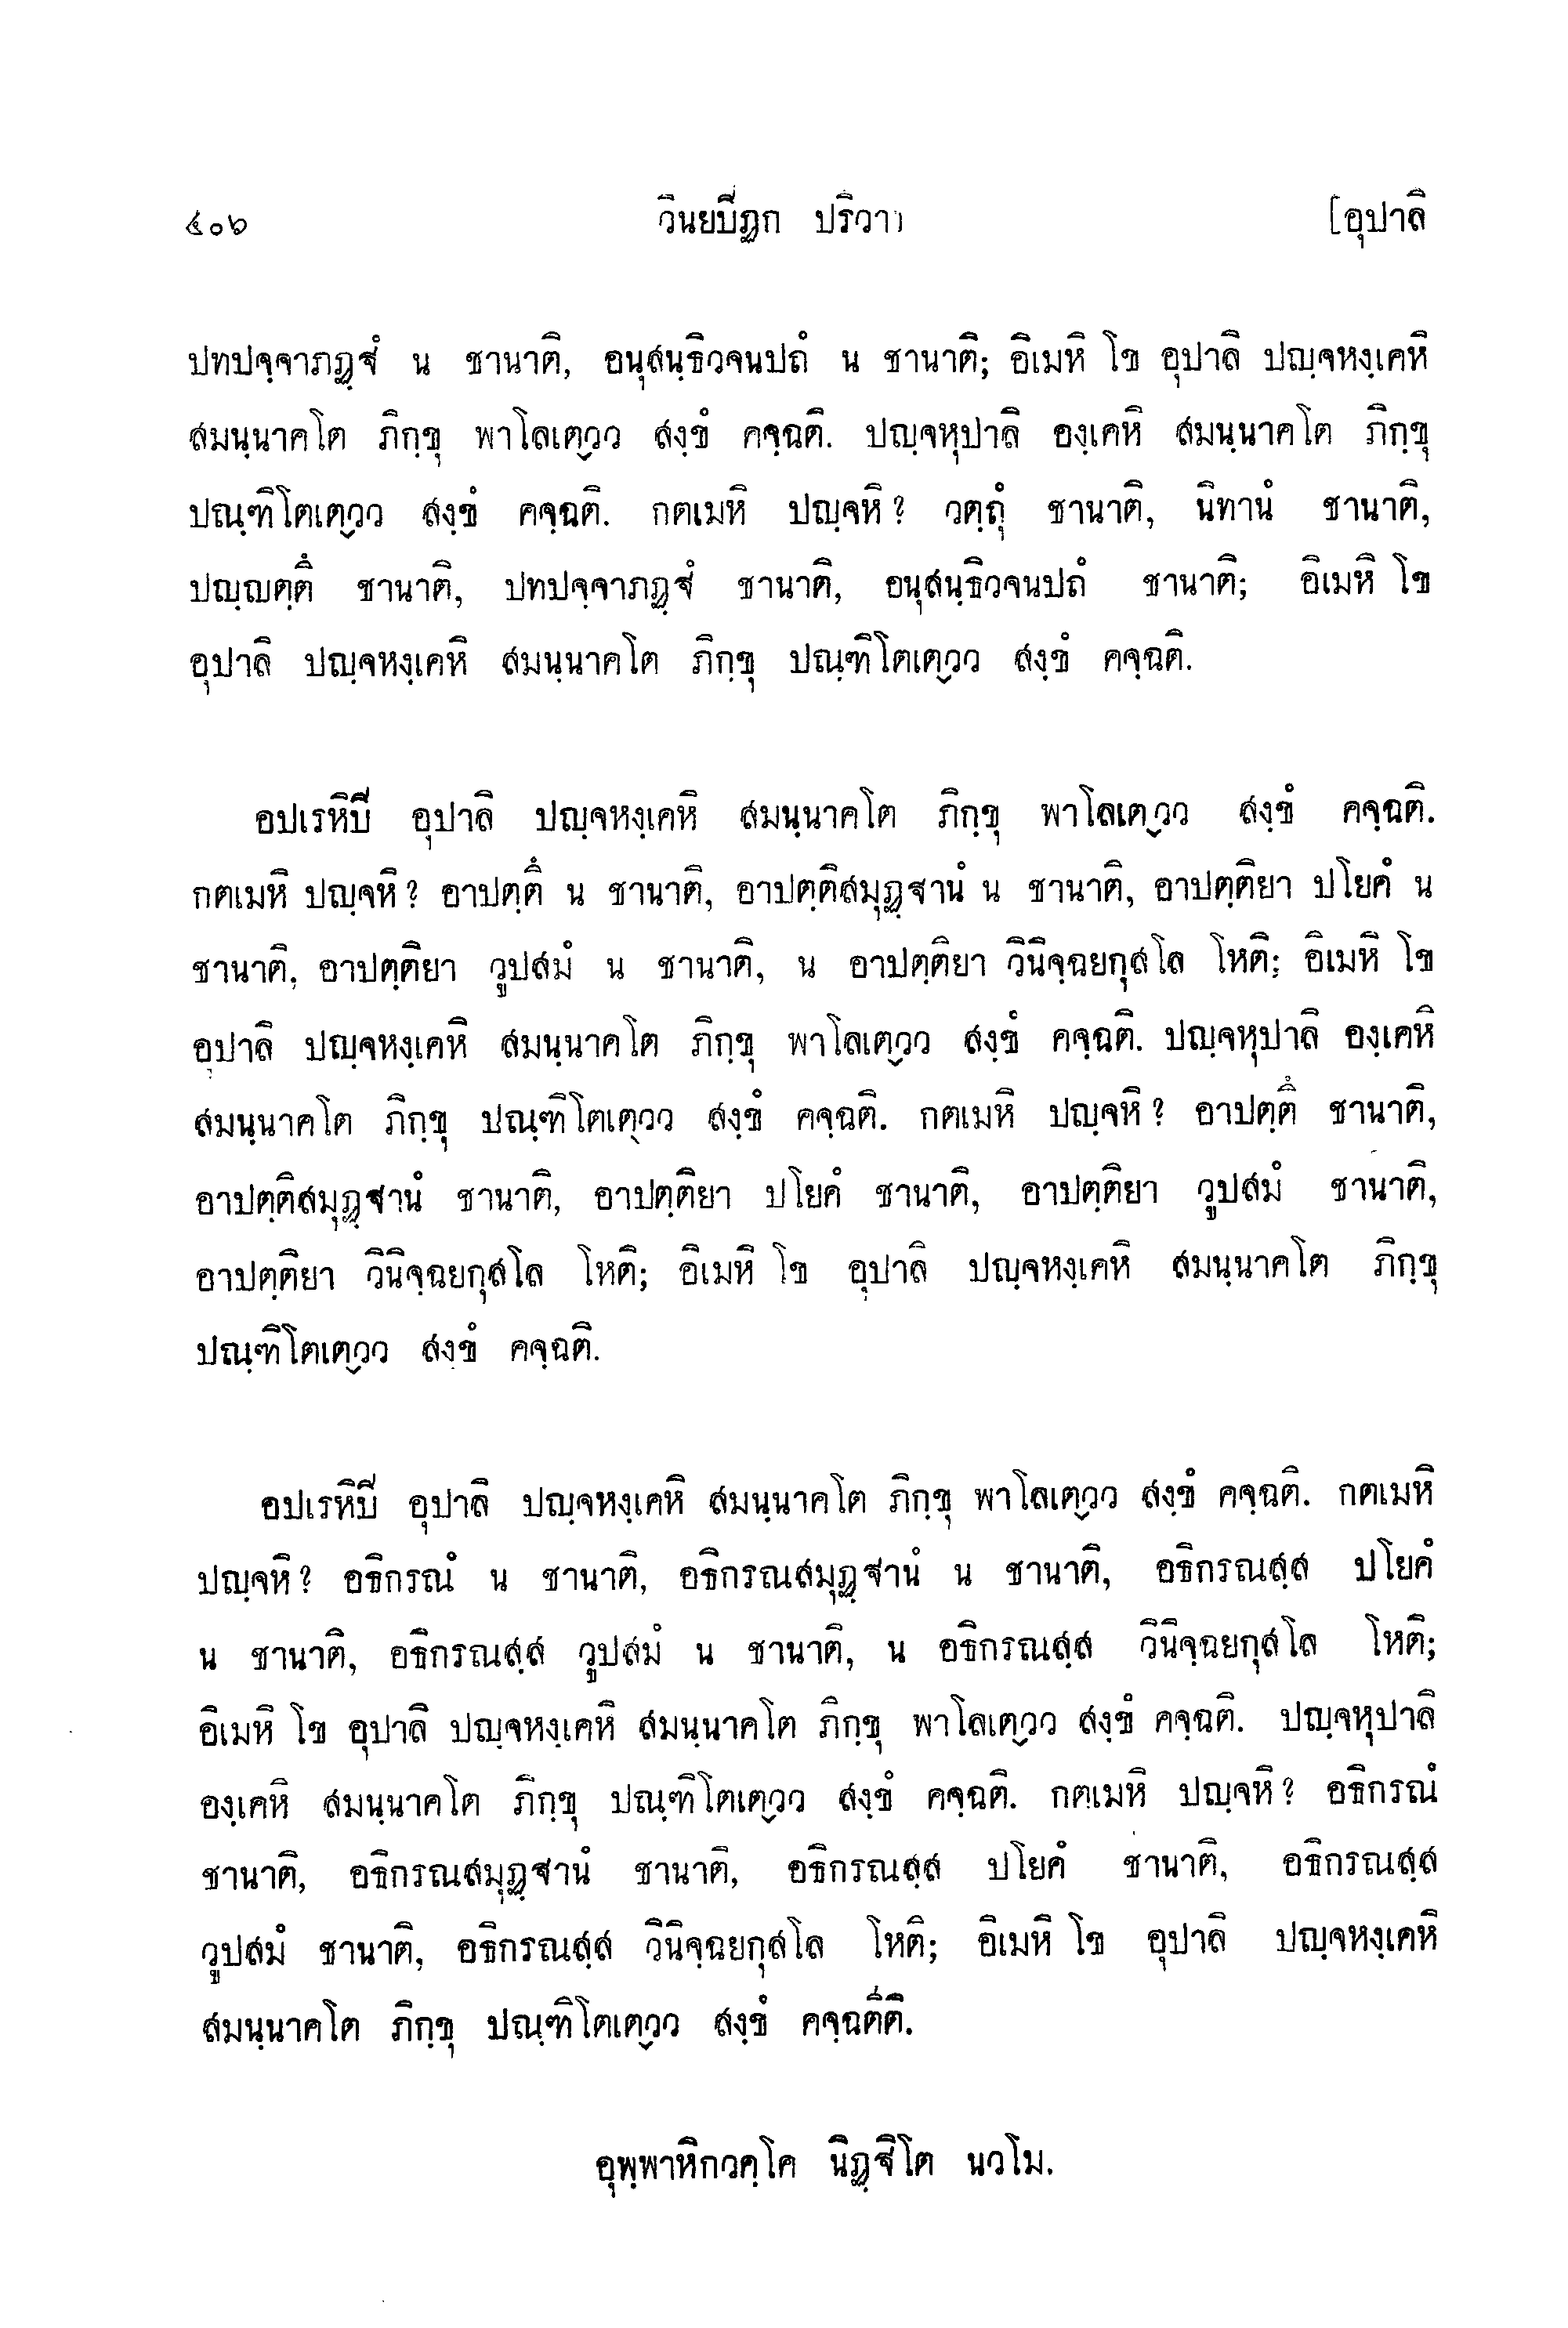 ๔๐๖ วินยปิฏก ปริวาร [อุปาลิ
ปทปจฺจาภฏฺฐํ น ชานาติ, อนุสนฺธิวจนปถํ น ชานาติ; อิเมหิ โข อุปาลิ ปญฺจหงฺเคหิ
สมนฺนาคโต ภิกฺขุ พาโลเตฺวว สงฺขํ คจฺฉติ. ปญฺจหุปาลิ องฺเคหิ สมนฺนาคโต ภิกฺขุ
ปณฺฑิโตเตฺวว สงฺขํ คจฺฉติ. กตเมหิ ปญฺจหิ? วตฺถุํ ชานาติ, นิทานํ ชานาติ,
ปญฺญตฺตึ ชานาติ, ปทปจฺจาภฏฺฐํ ชานาติ, อนุสนฺธิวจนปถํ ชานาติ; อิเมหิ โข
อุปาลิ ปญฺจหงฺเคหิ สมนฺนาคโต ภิกฺขุ ปณฺฑิโตเตฺวว สงฺขํ คจฺฉติ.
อปเรหิปิ อุปาลิ ปญฺจหงฺเคหิ สมนฺนาคโต ภิกฺขุ พาโลเตฺวว สงฺขํ คจฺฉติ.
กตเมหิ ปญฺจหิ? อาปตฺตึ น ชานาติ, อาปตฺติสมุฏฺฐานํ น ชานาติ, อาปตฺติยา ปโยคํ น
ชานาติ, อาปตฺติยา วูปสมํ น ชานาติ, น อาปตฺติยา วินิจฺฉยกุสโล โหติ; อิเมหิ โข
อุปาลิ ปญฺจหงฺเคหิ สมนฺนาคโต ภิกฺขุ พาโลเตฺวว สงฺขํ คจฺฉติ. ปญฺจหุปาลิ องฺเคหิ
สมนฺนาคโต ภิกฺขุ ปณฺฑิโตเตฺวว สงฺขํ คจฺฉติ. กตเมหิ ปญฺจหิ? อาปตฺตึ ชานาติ,
อาปตฺติสมุฏฺฐานํ ชานาติ, อาปตฺติยา ปโยคํ ชานาติ, อาปตฺติยา วูปสมํ ชานาติ,
อาปตฺติยา วินิจฺฉยกุสโล โหติ; อิเมหิ โข อุปาลิ ปญฺจหงฺเคหิ สมนฺนาคโต ภิกฺขุ
ปณฺฑิโตเตฺวว สงฺขํ คจฺฉติ.
อปเรหิปิ อุปาลิ ปญฺจหงฺเคหิ สมนฺนาคโต ภิกฺขุ พาโลเตฺวว สงฺขํ คจฺฉติ. กตเมหิ
ปญฺจหิ? อธิกรณํ น ชานาติ, อธิกรณสมุฏฺฐานํ น ชานาติ, อธิกรณสฺส ปโยคํ
น ชานาติ, อธิกรณสฺส วูปสมํ น ชานาติ, น อธิกรณสฺส วินิจฺฉยกุสโล โหติ;
อิเมหิ โข อุปาลิ ปญฺจหงฺเคหิ สมนฺนาคโต ภิกฺขุ พาโลเตฺวว สงฺขํ คจฺฉติ. ปญฺจหุปาลิ
องฺเคหิ สมนฺนาคโต ภิกฺขุ ปณฺฑิโตเตฺวว สงฺขํ คจฺฉติ. กตเมหิ ปญฺจหิ? อธิกรณํ
ชานาติ, อธิกรณสมุฏฺฐานํ ชานาติ, อธิกรณสฺส ปโยคํ ชานาติ, อธิกรณสฺส
วูปสมํ ชานาติ, อธิกรณสฺส วินิจฺฉยกุสโล โหติ; อิเมหิ โข อุปาลิ ปญฺจหงฺเคหิ
สมนฺนาคโต ภิกฺขุ ปณฺฑิโตเตฺวว สงฺขํ คจฺฉตีติ.
อุพฺพาหิกวคฺโค นิฏฺฐิโต นวโม.